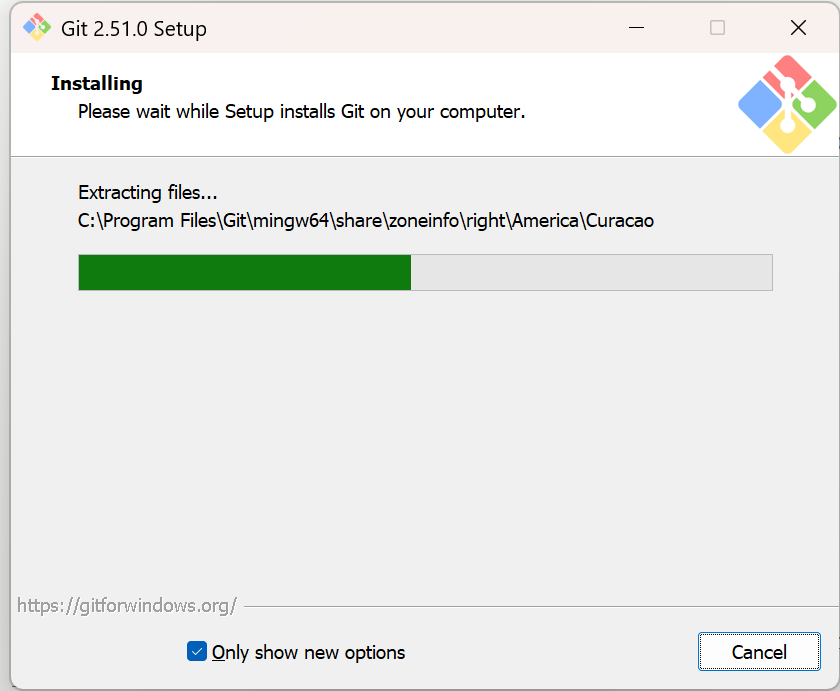 Git 2.51.0 Setup
Installing
Please wait while Setup installs Git on your computer.
Extracting files...
C:\Program Files\Git\mingw64\share\zoneinfo\right\America\Curacao
https://gitforwindows.org/
Only show new options
Cancel